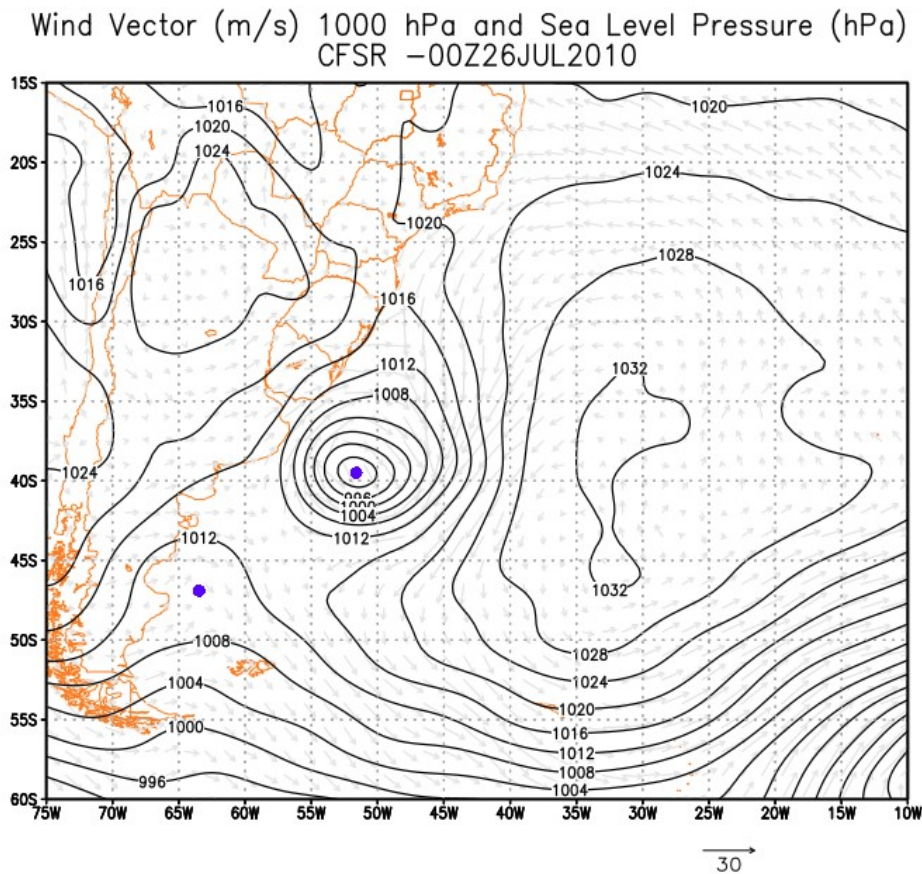 Wind Vector (m/s) 1000 hPa and Sea Level Pressure (hPa)
CFSR -00Z26JUL2010
15S
1016
1020
1020
1024
20S
1024
1020
25S
1028
1016
1016
30S
1012
1032
1008
35S
1024
40S
996
1000
1004
1012
1012
45S
1032
50S
1008
1028
1004
1024
1020
55S
1000
1016
1012
1008
996
1004
60S
75W 70W 65W 60W 55W 50W 45W 40W 35W 30W 25W 20W 15W 10W
30